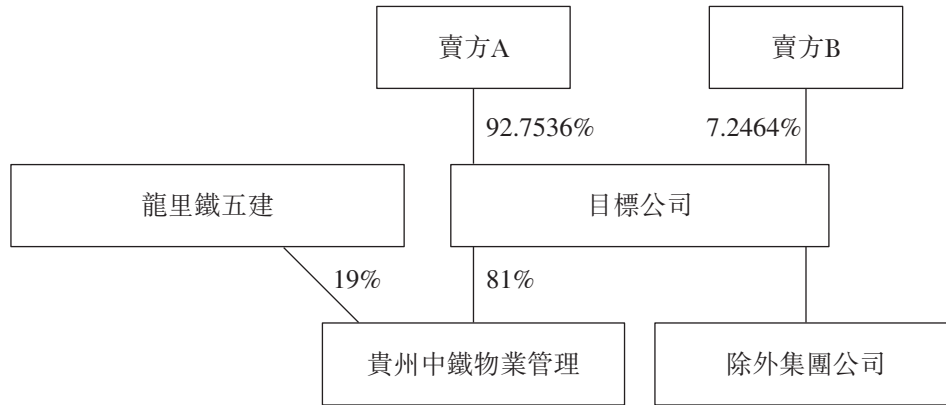 賣方A
賣方B
92.7536%
7.2464%
龍里鐵五建
目標公司
19%
81%
貴州中鐵物業管理
除外集團公司